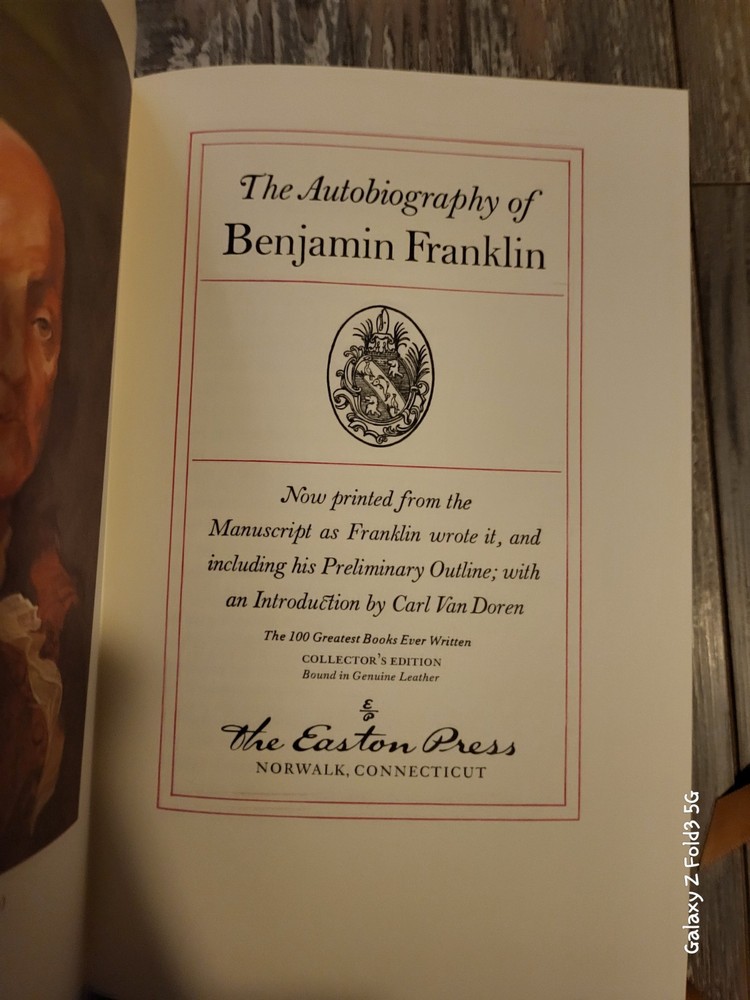 The Autobiography of
Benjamin Franklin
Now printed from the
Manuscript as Franklin wrote it, and
including his Preliminary Outline; with
an Introduction by Carl Van Doren
The 100 Greatest Books Ever Written
COLLECTOR'S EDITION
Bound in Genuine Leather
E
P
The Easton Press
NORWALK, CONNECTICUT
Galaxy Z Fold3 5G